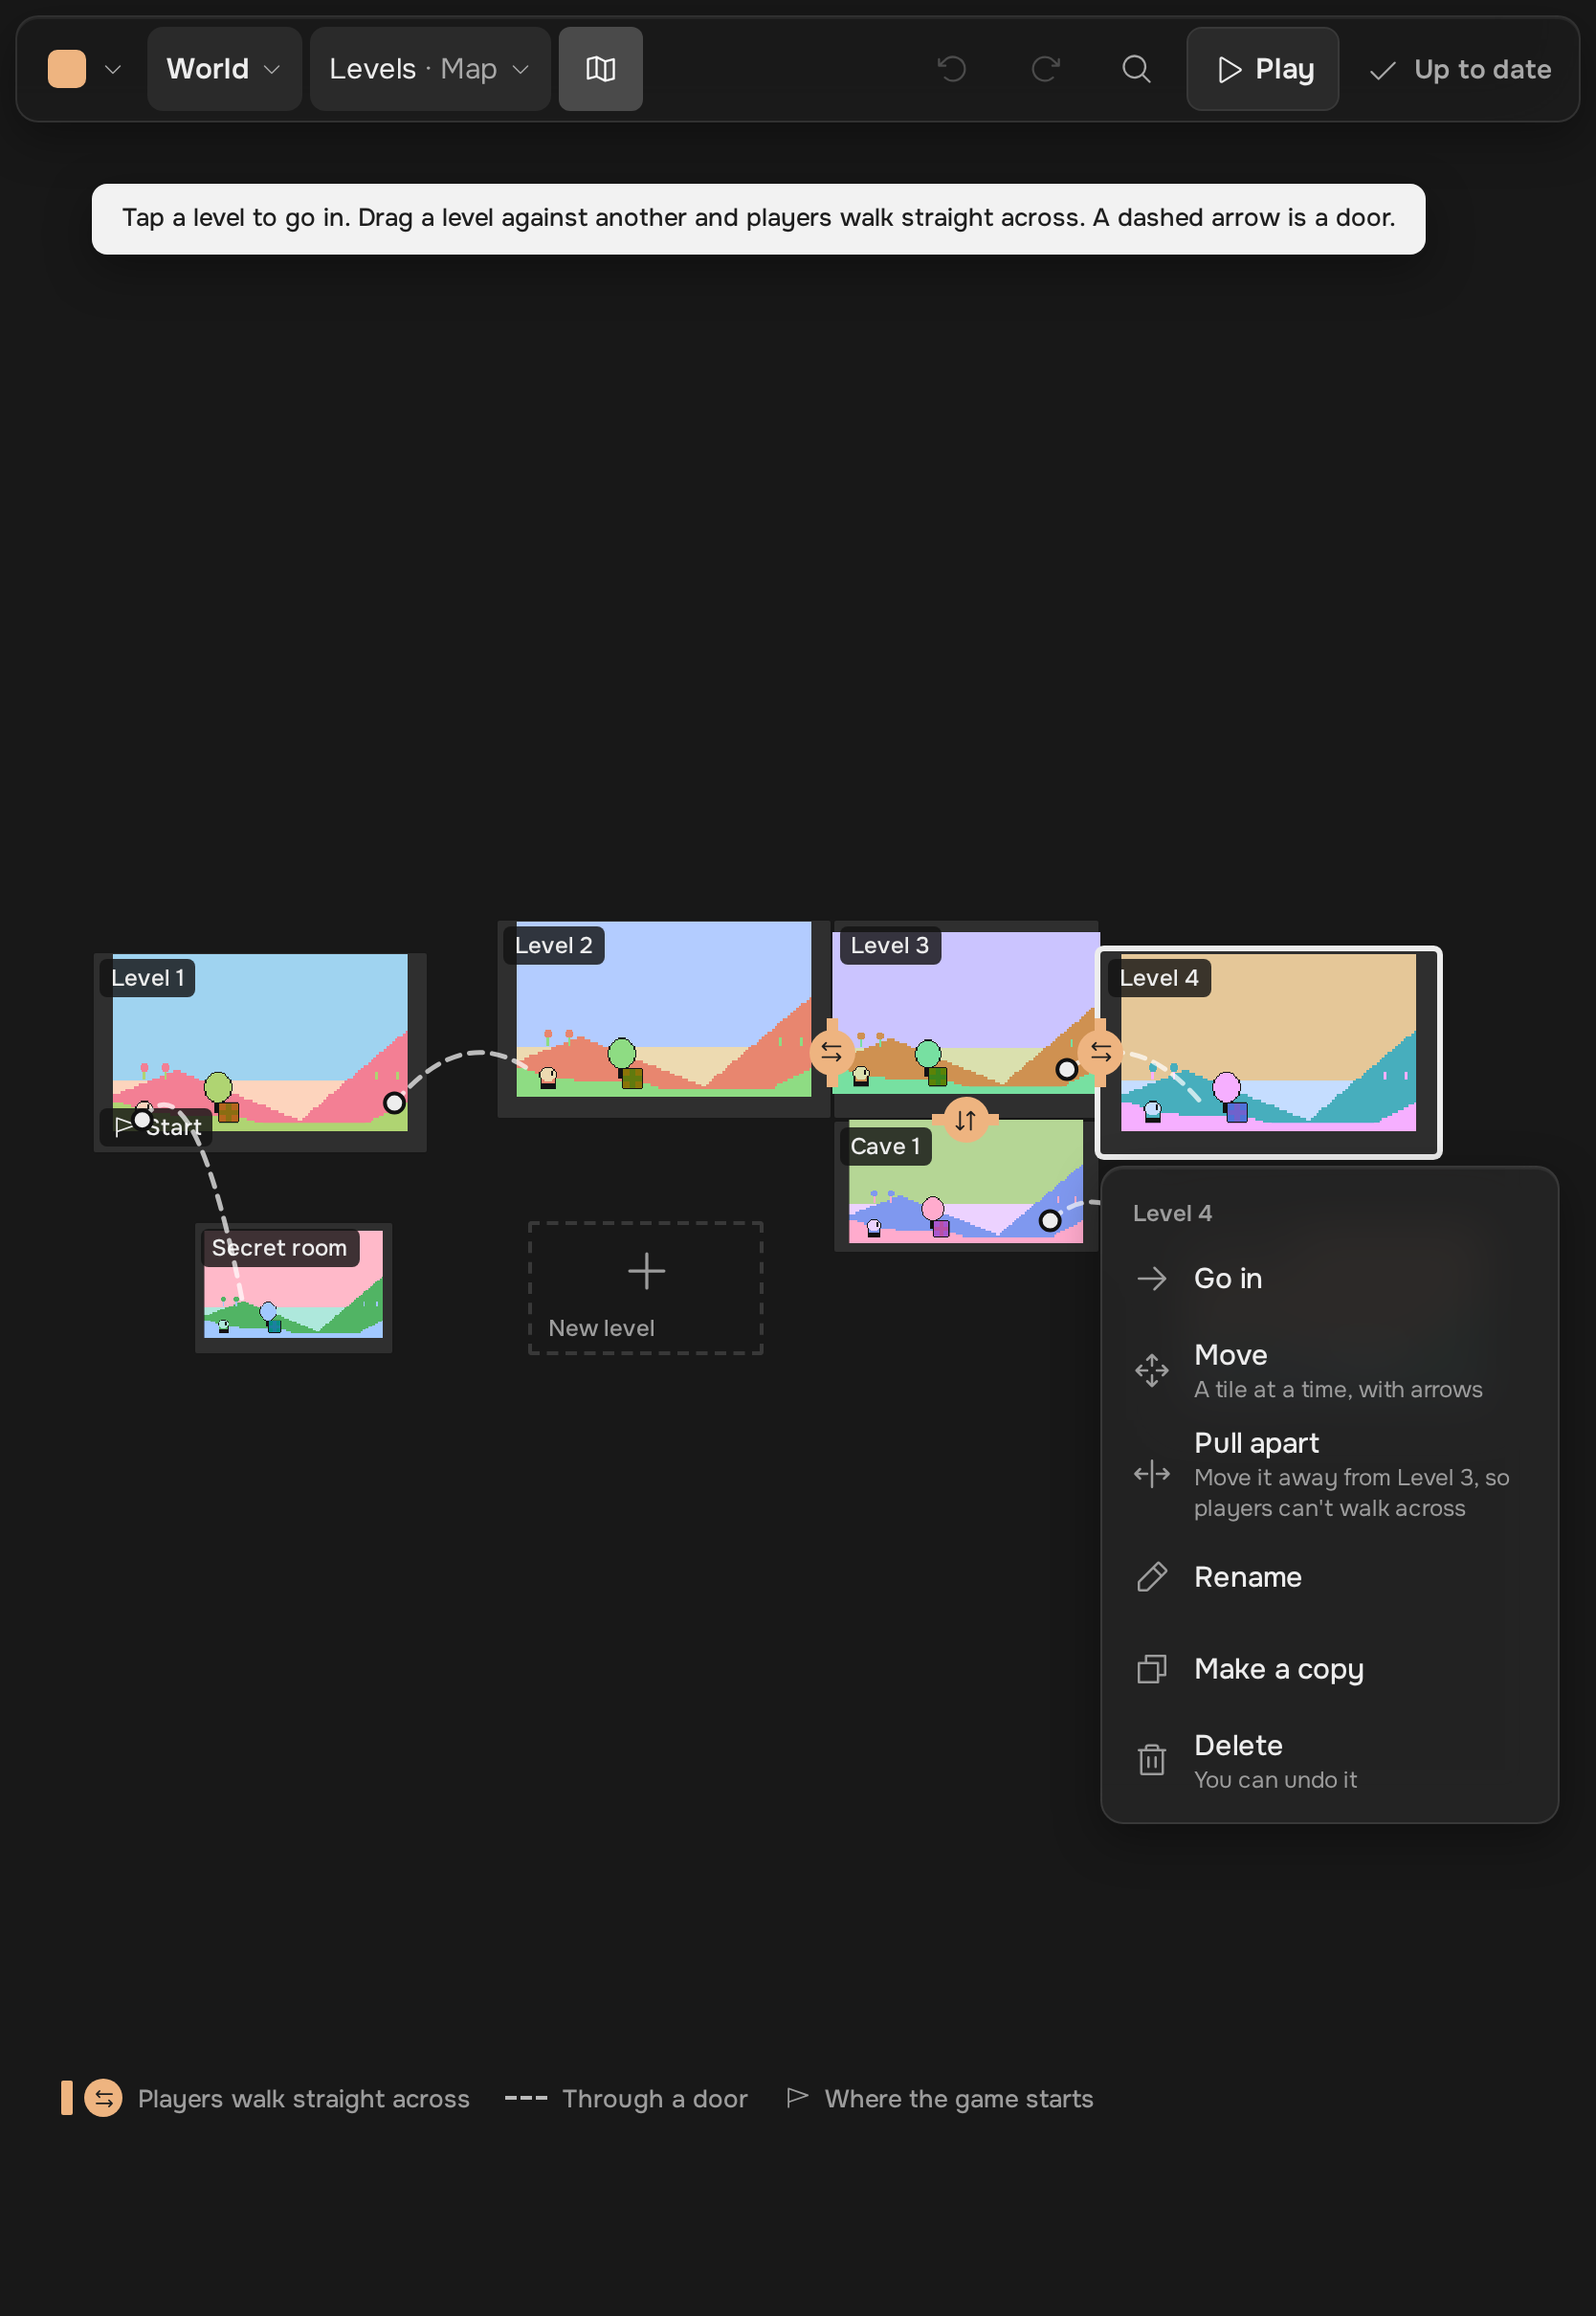 World
Levels · Map
Play
Up to date
Tap a level to go in. Drag a level against another and players walk straight across. A dashed arrow is a door.
Level 1
Level 2
Level 3
Level 4
Start
Cave 1
Secret room
New level
Level 4
Go in
Move
A tile at a time, with arrows
Pull apart
Move it away from Level 3, so
players can't walk across
Rename
Make a copy
Delete
You can undo it
Players walk straight across
Through a door
Where the game starts